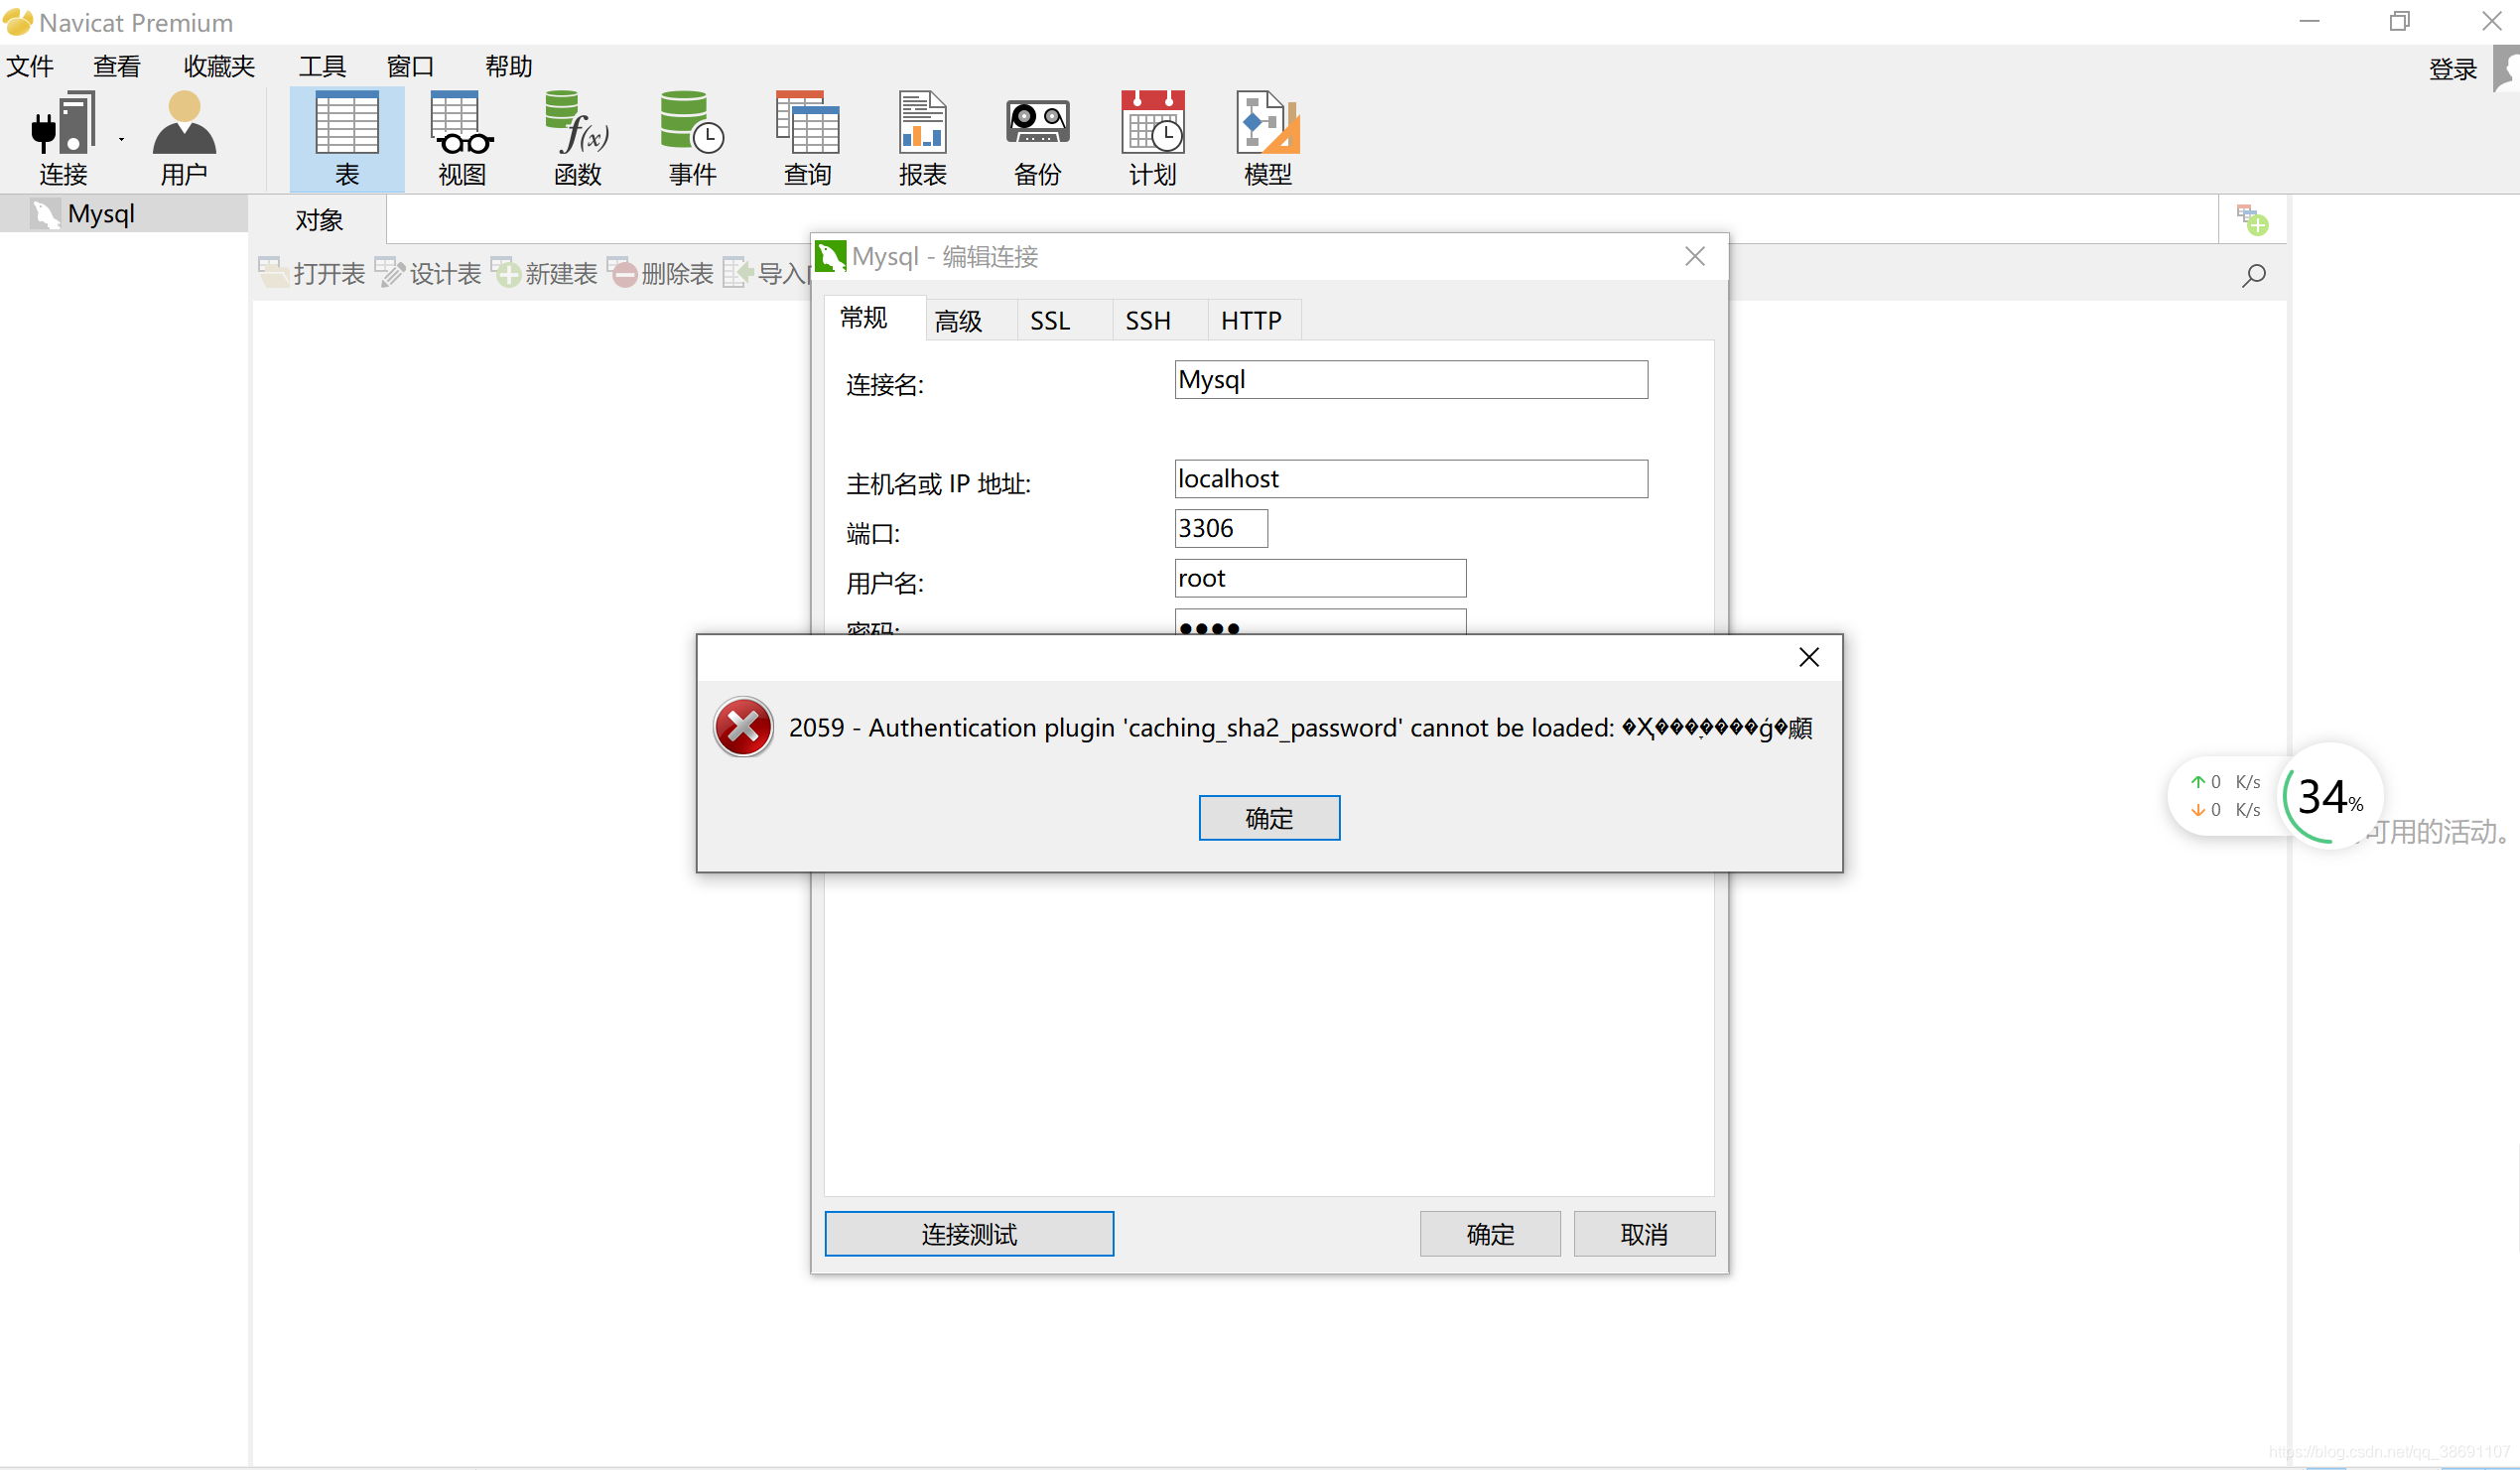 Navicat Premium
文件 查看 收藏夹 工具 窗口 帮助 登录
连接 用户 表 视图 f(x) 函数 事件 查询 报表 备份 计划 模型
Mysql 对象
打开表 设计表 新建表 删除表 导入
Mysql - 编辑连接
常规 高级 SSL SSH HTTP
连接名: Mysql
主机名或 IP 地址: localhost
端口: 3306
用户名: root
密码: ●●●●
2059 - Authentication plugin 'caching_sha2_password' cannot be loaded:
确定
0 K/s
0 K/s
34%
可用的活动。
连接测试 确定 取消
https://blog.csdn.net/qq_38691107